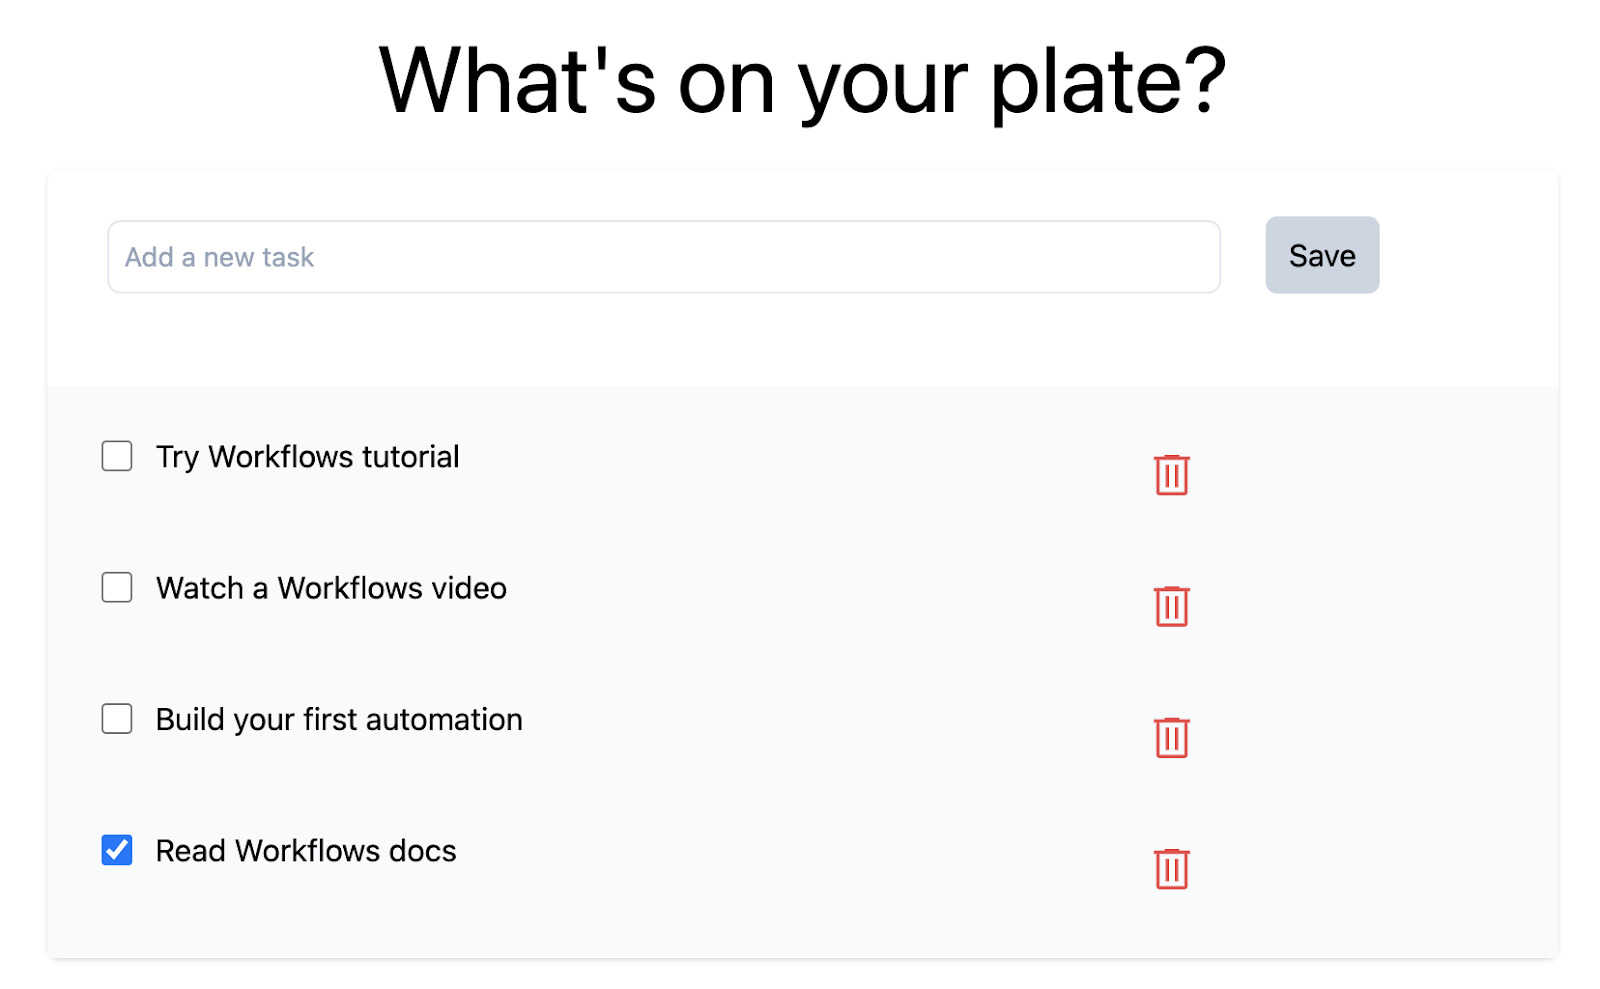 What's on your plate?
Add a new task
Save
Try Workflows tutorial
Watch a Workflows video
Build your first automation
Read Workflows docs